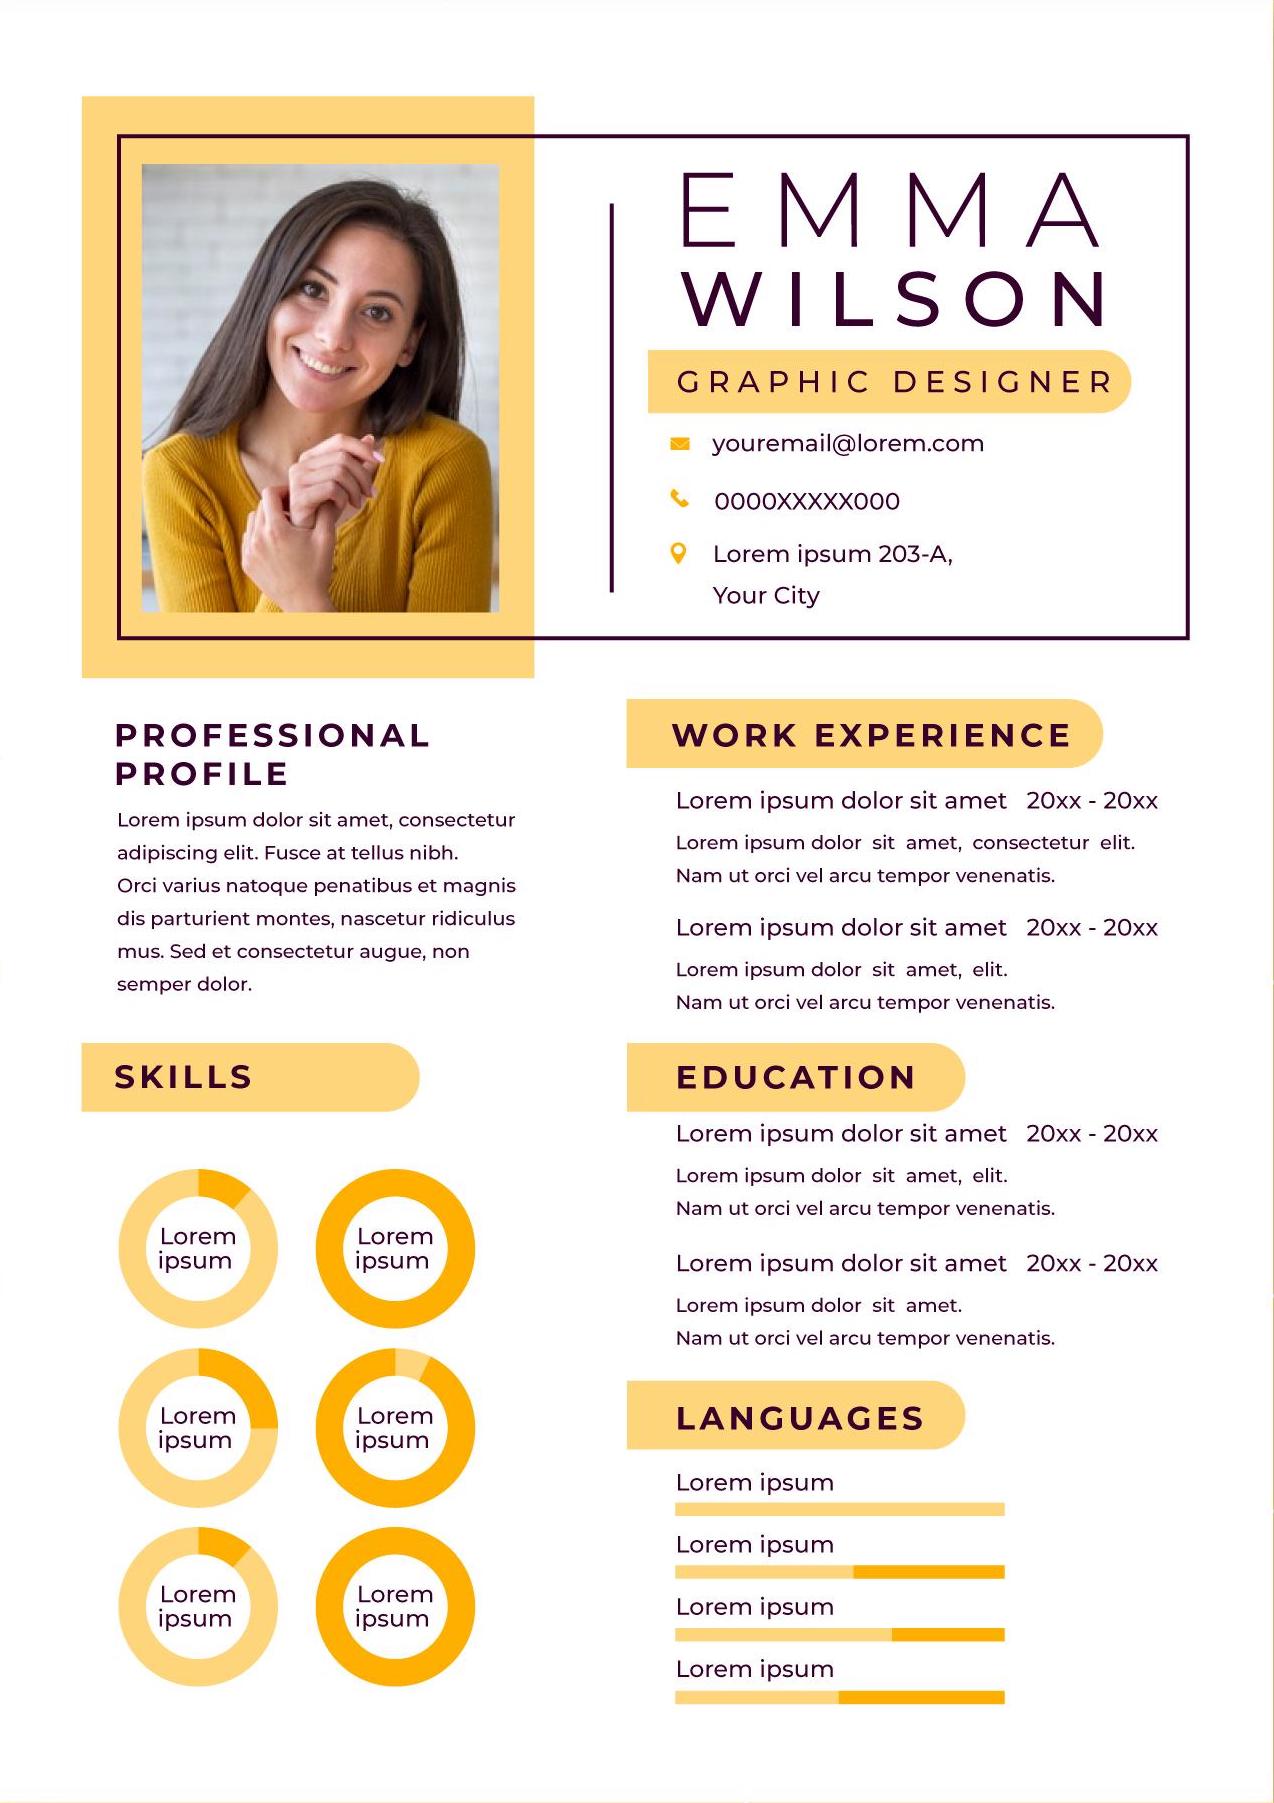 EMMA
WILSON
GRAPHIC DESIGNER
youremail@lorem.com
0000XXXXX000
Lorem ipsum 203-A,
Your City
PROFESSIONAL
PROFILE
Lorem ipsum dolor sit amet, consectetur
adipiscing elit. Fusce at tellus nibh.
Orci varius natoque penatibus et magnis
dis parturient montes, nascetur ridiculus
mus. Sed et consectetur augue, non
semper dolor.
SKILLS
Lorem
ipsum
Lorem
ipsum
Lorem
ipsum
Lorem
ipsum
Lorem
ipsum
Lorem
ipsum
WORK EXPERIENCE
Lorem ipsum dolor sit amet 20xx - 20xx
Lorem ipsum dolor sit amet, consectetur elit.
Nam ut orci vel arcu tempor venenatis.
Lorem ipsum dolor sit amet 20xx - 20xx
Lorem ipsum dolor sit amet, elit.
Nam ut orci vel arcu tempor venenatis.
EDUCATION
Lorem ipsum dolor sit amet 20xx - 20xx
Lorem ipsum dolor sit amet, elit.
Nam ut orci vel arcu tempor venenatis.
Lorem ipsum dolor sit amet 20xx - 20xx
Lorem ipsum dolor sit amet.
Nam ut orci vel arcu tempor venenatis.
LANGUAGES
Lorem ipsum
Lorem ipsum
Lorem ipsum
Lorem ipsum